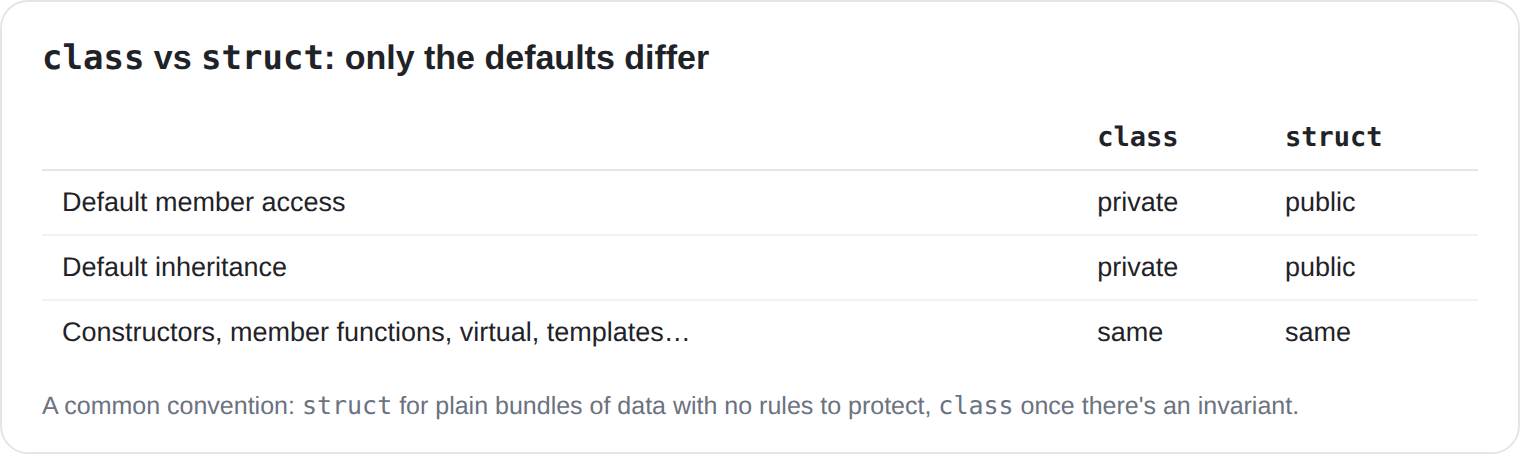 class vs struct: only the defaults differ
class struct
Default member access private public
Default inheritance private public
Constructors, member functions, virtual, templates… same same
A common convention: struct for plain bundles of data with no rules to protect, class once there's an invariant.